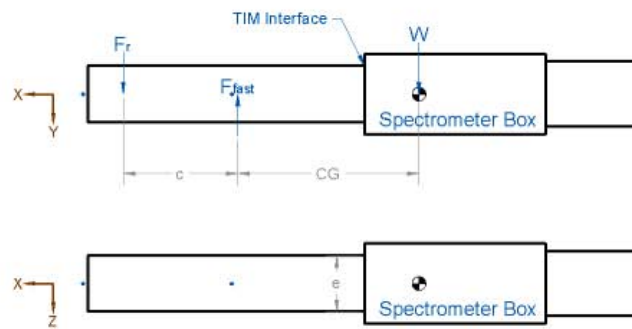 TIM Interface
Fr
W
Ffast
X
Y
Spectrometer Box
c
CG
X
Z
e
Spectrometer Box